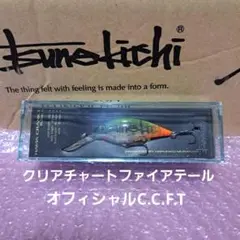 Tsunekichi
The thing felt with feeling is made into a form.
クリアチャートファイアテール
オフィシャルC.C.F.T